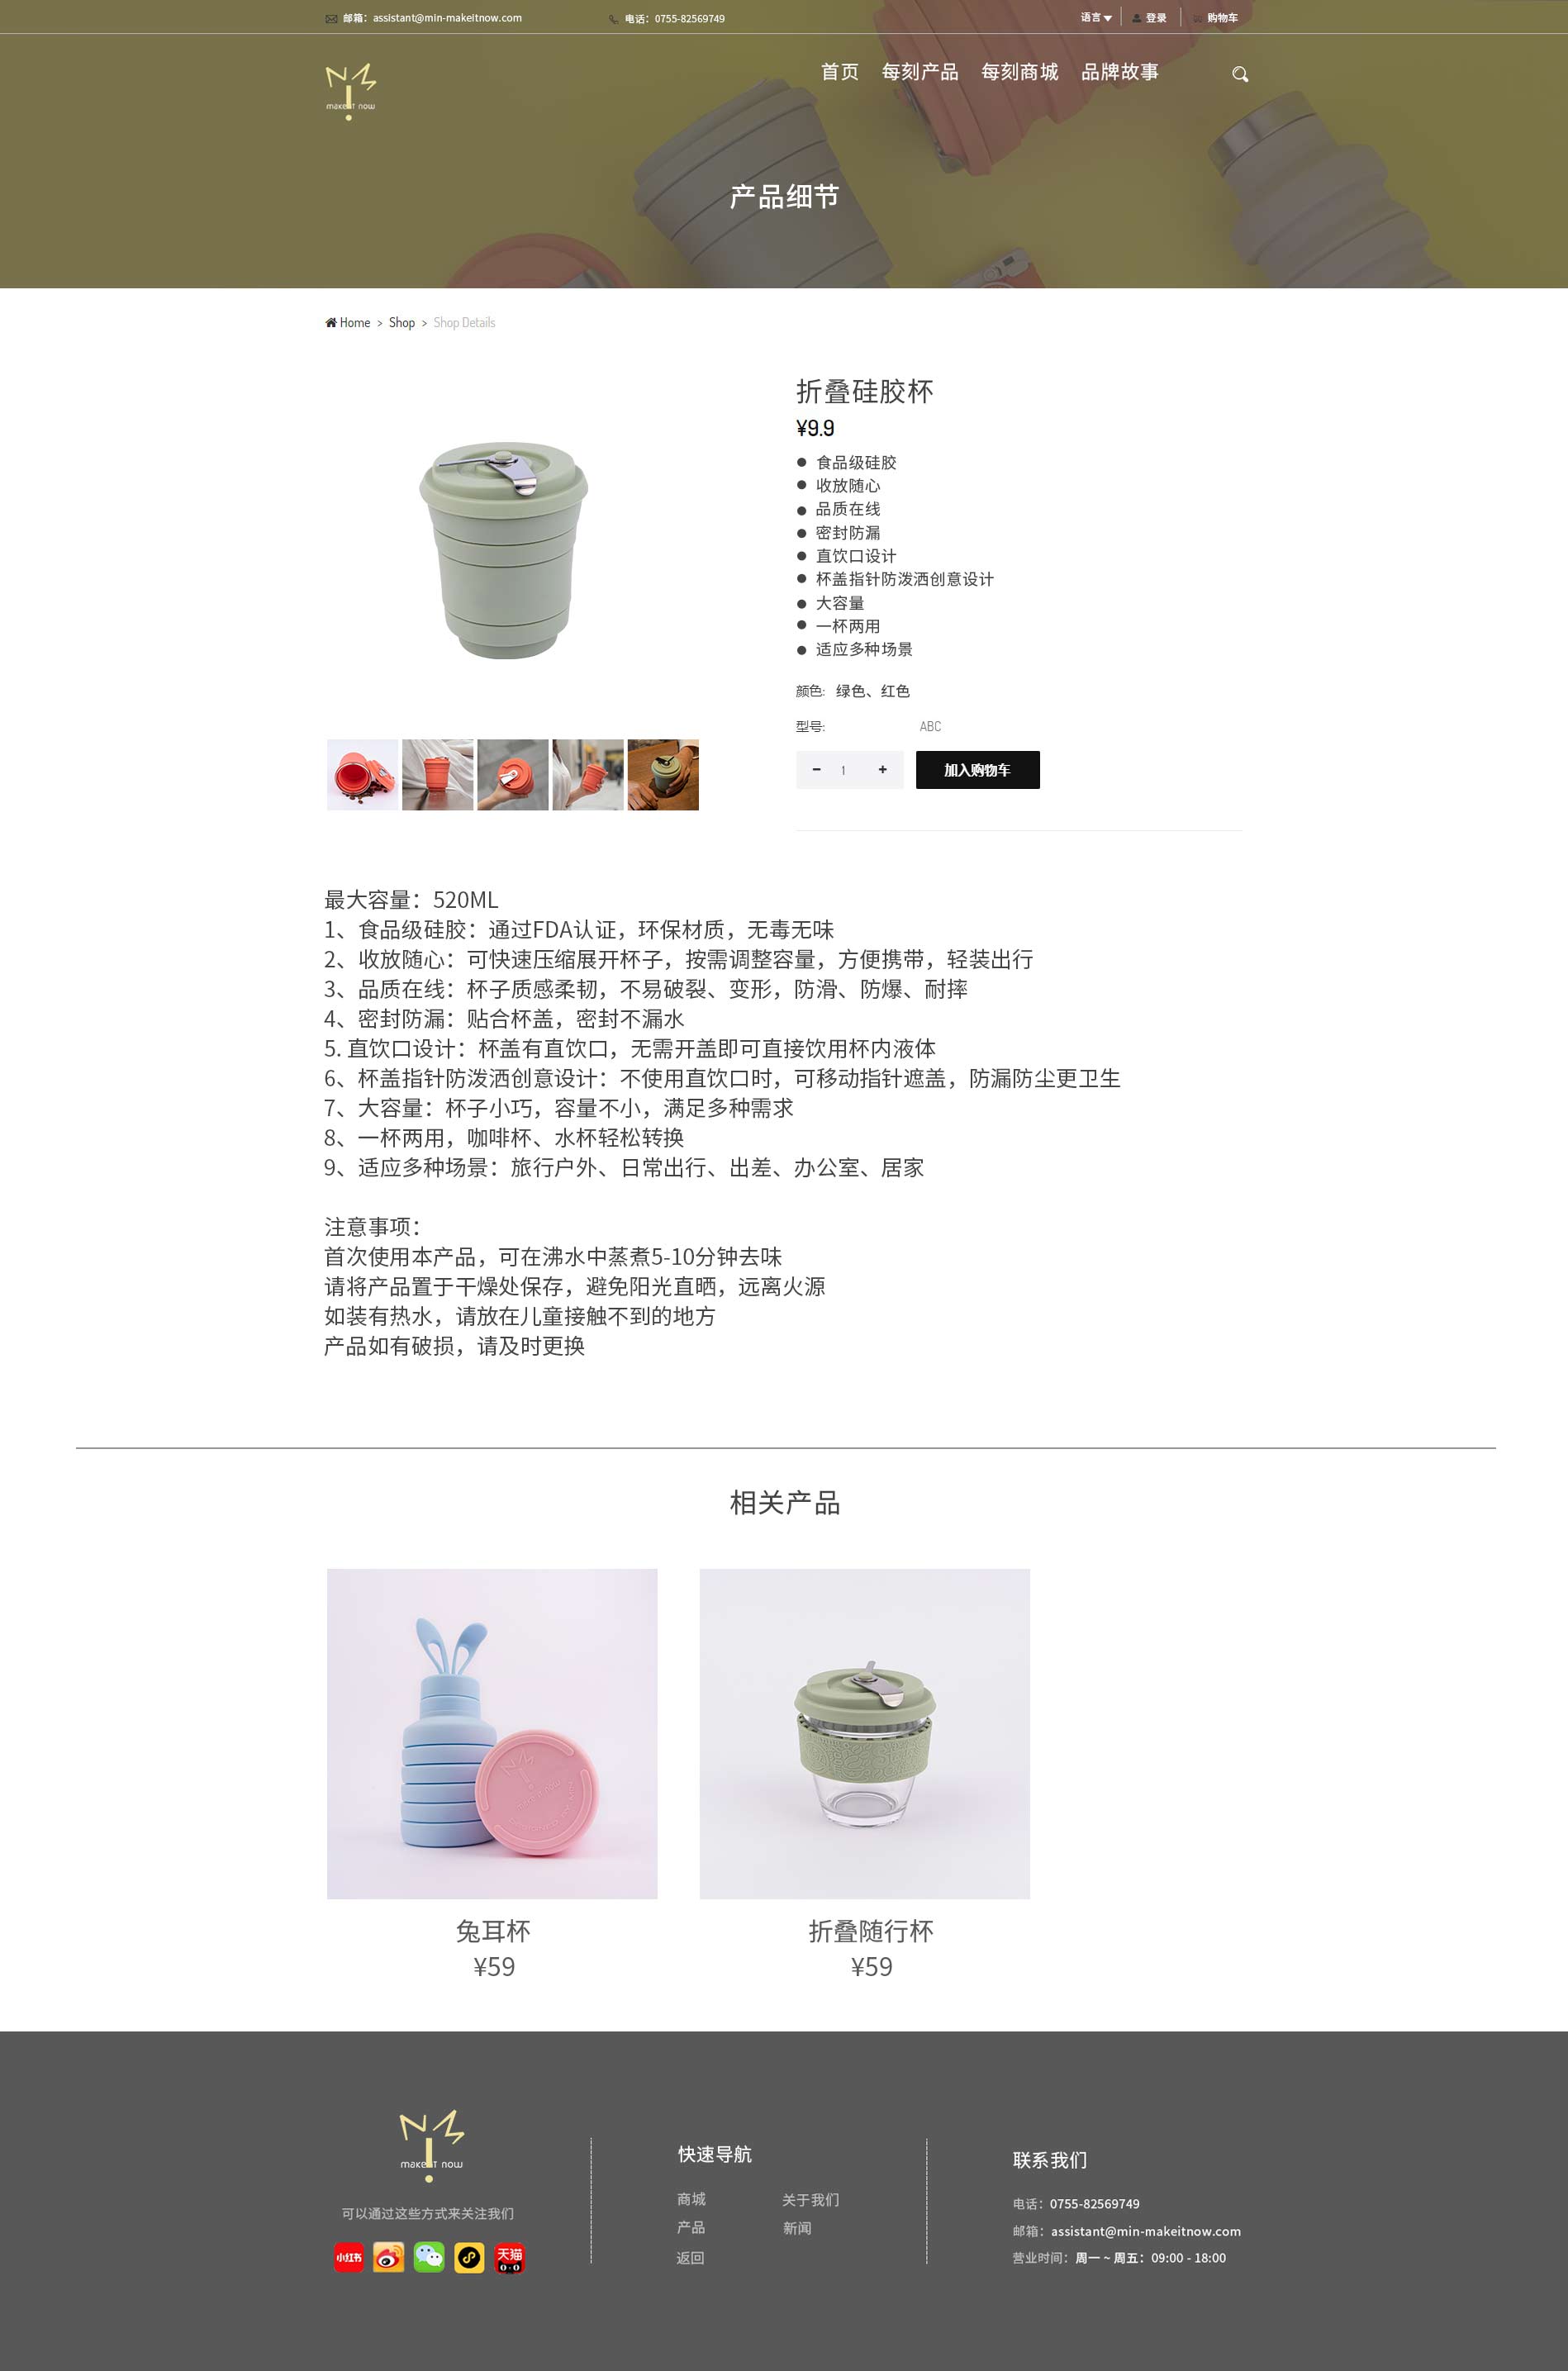 邮箱：assistant@min-makeitnow.com
电话：0755-82569749
语言
登录
购物车
makeit now
首页 每刻产品 每刻商城 品牌故事
产品细节
Home > Shop > Shop Details
折叠硅胶杯
¥9.9
食品级硅胶
收放随心
品质在线
密封防漏
直饮口设计
杯盖指针防泼洒创意设计
大容量
一杯两用
适应多种场景
颜色: 绿色、红色
型号: ABC
- 1 +
加入购物车
最大容量：520ML
1、食品级硅胶：通过FDA认证，环保材质，无毒无味
2、收放随心：可快速压缩展开杯子，按需调整容量，方便携带，轻装出行
3、品质在线：杯子质感柔韧，不易破裂、变形，防滑、防爆、耐摔
4、密封防漏：贴合杯盖，密封不漏水
5. 直饮口设计：杯盖有直饮口，无需开盖即可直接饮用杯内液体
6、杯盖指针防泼洒创意设计：不使用直饮口时，可移动指针遮盖，防漏防尘更卫生
7、大容量：杯子小巧，容量不小，满足多种需求
8、一杯两用，咖啡杯、水杯轻松转换
9、适应多种场景：旅行户外、日常出行、出差、办公室、居家
注意事项：
首次使用本产品，可在沸水中蒸煮5-10分钟去味
请将产品置于干燥处保存，避免阳光直晒，远离火源
如装有热水，请放在儿童接触不到的地方
产品如有破损，请及时更换
相关产品
兔耳杯
¥59
折叠随行杯
¥59
makeit now
可以通过这些方式来关注我们
小红书
天猫
快速导航
商城
关于我们
产品
新闻
返回
联系我们
电话：0755-82569749
邮箱：assistant@min-makeitnow.com
营业时间：周一 ~ 周五：09:00 - 18:00